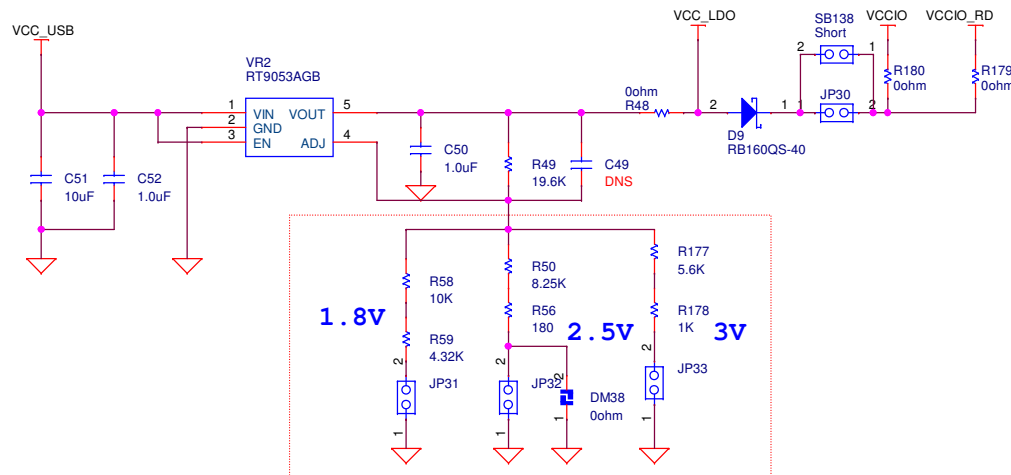 VCC_USB
VCC_LDO
SB138
Short
VCCIO
VCCIO_RD
VR2
RT9053AGB
2
1
R180
0ohm
R179
0ohm
1
VIN
VOUT
5
2
GND
3
EN
ADJ
4
0ohm
R48
2
1
1
JP30
2
D9
RB160QS-40
C50
1.0uF
R49
19.6K
C49
DNS
C51
10uF
C52
1.0uF
R58
10K
R50
8.25K
R177
5.6K
1.8V
R56
180
2.5V
R178
1K
3V
R59
4.32K
2
JP31
1
2
JP32
1
2
DM38
0ohm
1
2
JP33
1